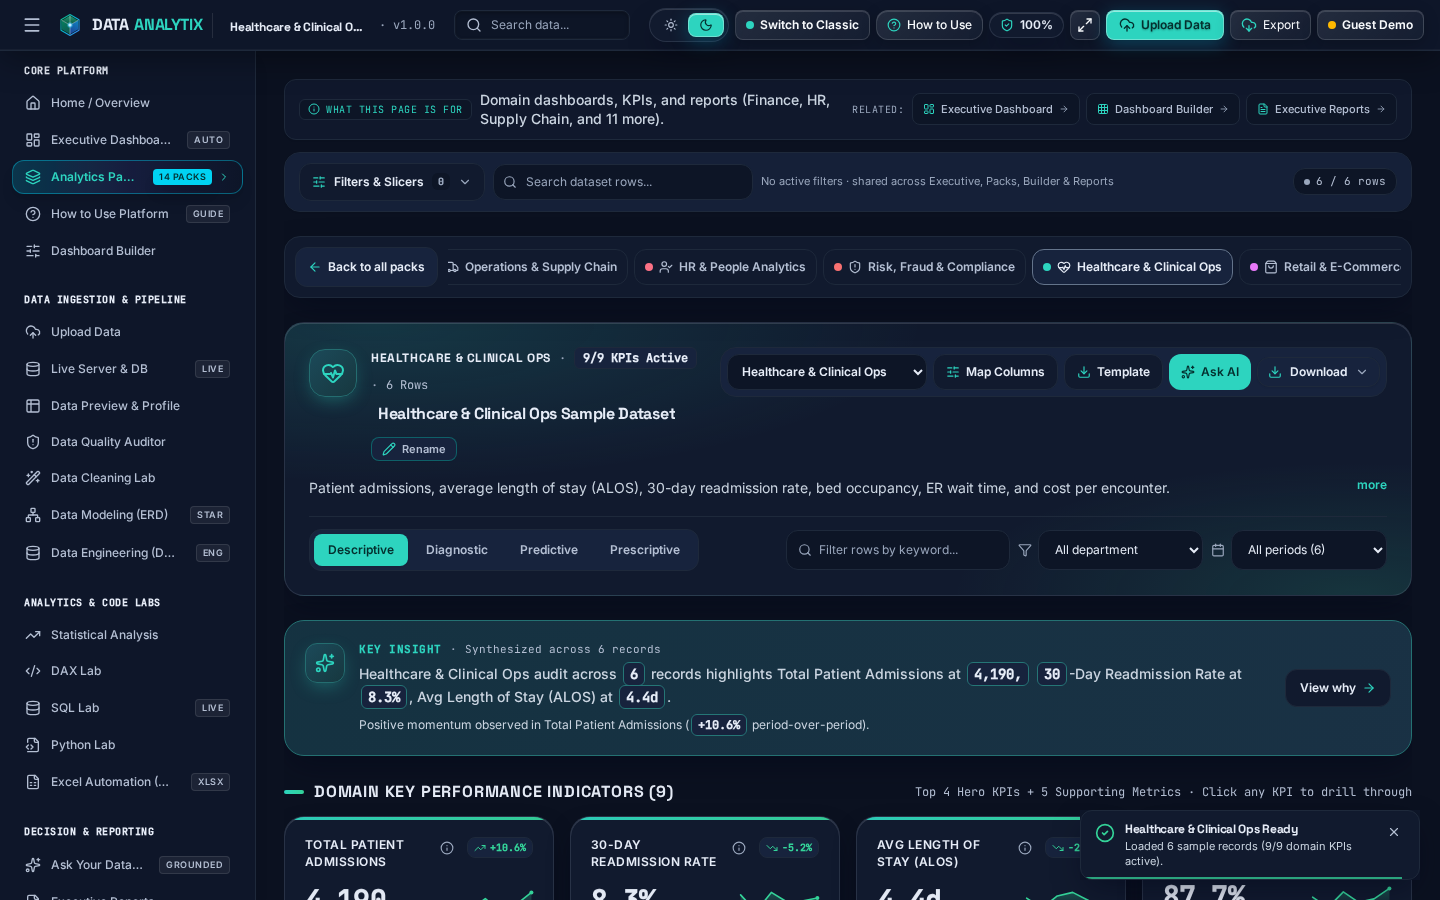 DATA ANALYTIX
Healthcare & Clinical O...
· v1.0.0
Search data...
Switch to Classic
How to Use
100%
Upload Data
Export
Guest Demo
CORE PLATFORM
Home / Overview
Executive Dashboa... AUTO
Analytics Pa... 14 PACKS
How to Use Platform GUIDE
Dashboard Builder
DATA INGESTION & PIPELINE
Upload Data
Live Server & DB LIVE
Data Preview & Profile
Data Quality Auditor
Data Cleaning Lab
Data Modeling (ERD) STAR
Data Engineering (D... ENG
ANALYTICS & CODE LABS
Statistical Analysis
DAX Lab
SQL Lab LIVE
Python Lab
Excel Automation (... XLSX
DECISION & REPORTING
Ask Your Data... GROUNDED
Executive Reports
WHAT THIS PAGE IS FOR
Domain dashboards, KPIs, and reports (Finance, HR,
Supply Chain, and 11 more).
RELATED:
Executive Dashboard →
Dashboard Builder →
Executive Reports →
Filters & Slicers 0
Search dataset rows...
No active filters · shared across Executive, Packs, Builder & Reports
6 / 6 rows
← Back to all packs
Operations & Supply Chain
HR & People Analytics
Risk, Fraud & Compliance
Healthcare & Clinical Ops
Retail & E-Commerc
HEALTHCARE & CLINICAL OPS · 9/9 KPIs Active
· 6 Rows
Healthcare & Clinical Ops Sample Dataset
Rename
Healthcare & Clinical Ops
Map Columns
Template
Ask AI
Download
Patient admissions, average length of stay (ALOS), 30-day readmission rate, bed occupancy, ER wait time, and cost per encounter.
more
Descriptive
Diagnostic
Predictive
Prescriptive
Filter rows by keyword...
All department
All periods (6)
KEY INSIGHT · Synthesized across 6 records
Healthcare & Clinical Ops audit across 6 records highlights Total Patient Admissions at 4,190, 30-Day Readmission Rate at
8.3%, Avg Length of Stay (ALOS) at 4.4d.
Positive momentum observed in Total Patient Admissions (+10.6% period-over-period).
View why →
DOMAIN KEY PERFORMANCE INDICATORS (9)
Top 4 Hero KPIs + 5 Supporting Metrics · Click any KPI to drill through
TOTAL PATIENT
ADMISSIONS
+10.6%
4,190
30-DAY
READMISSION RATE
-5.2%
8.3%
AVG LENGTH OF
STAY (ALOS)
-2
4.4d
87.7%
Healthcare & Clinical Ops Ready
Loaded 6 sample records (9/9 domain KPIs
active).